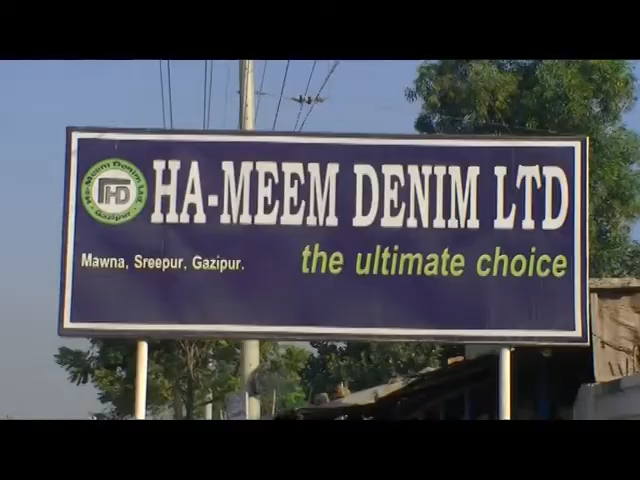 HA-MEEM DENIM LTD
Ha-Meem Denim Ltd.
HD
Gazipur
Mawna, Sreepur, Gazipur.
the ultimate choice